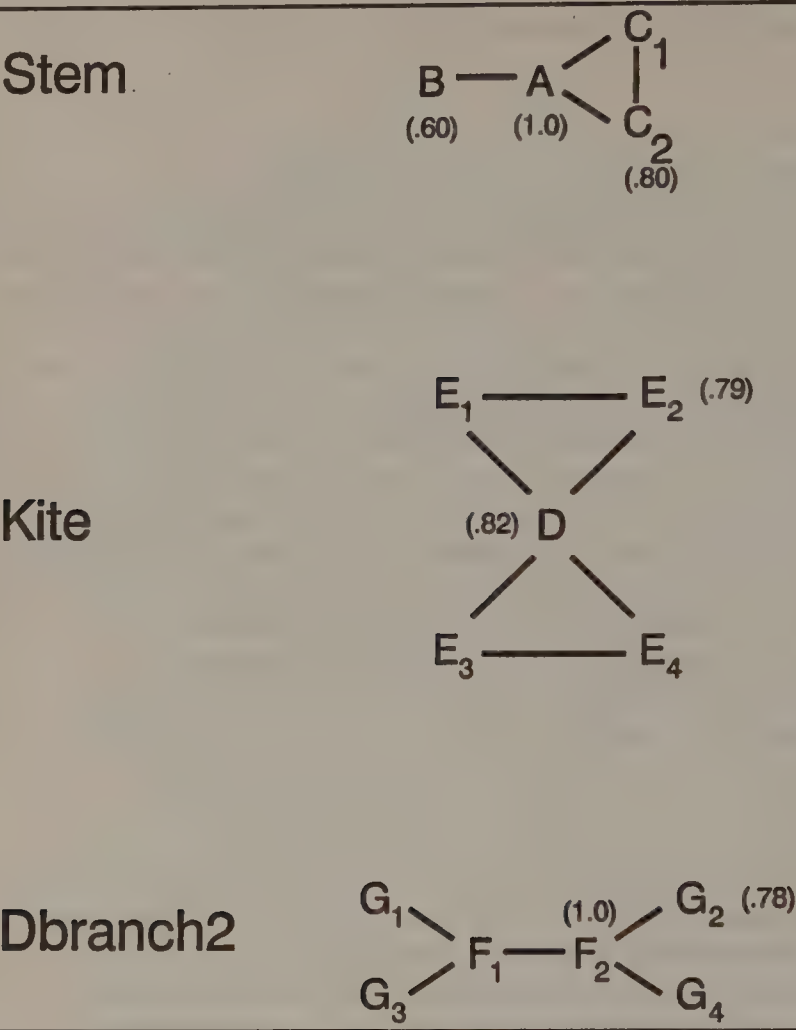 Stem
C1
B A
(.60) (1.0)
C2
(.80)
E1 E2 (.79)
Kite
(.82) D
E3 E4
Dbranch2
G1 (1.0) G2 (.78)
F1 F2
G3 G4